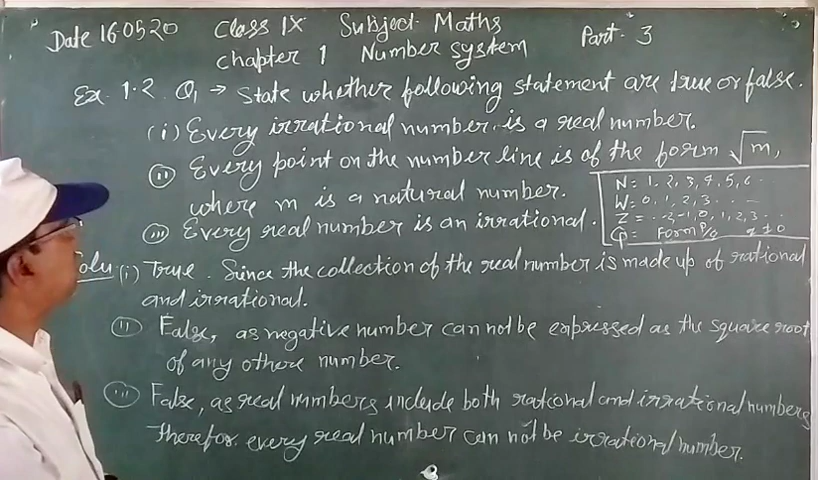 Date 16.05.20 Class IX Subject. Maths
Chapter 1 Number system Part. 3
Ex. 1.2. Q1 → State whether following statement are true or false.
(i) Every irrational number is a real number.
(ii) Every point on the number line is of the form √m,
where m is a natural number.
(iii) Every real number is an irrational.
N = 1, 2, 3, 4, 5, 6 ..
W = 0, 1, 2, 3 . . . -
Z = . -2, -1, 0, 1, 2, 3 . .
Q = Form P/q q ≠ 0
Solu (i) True. Since the collection of the real number is made up of rational
and irrational.
(ii) False, as negative number can not be expressed as the square root
of any othere number.
(iii) False, as real numbers include both rational and irrational numbers
therefor. every real number can not be irrational number.